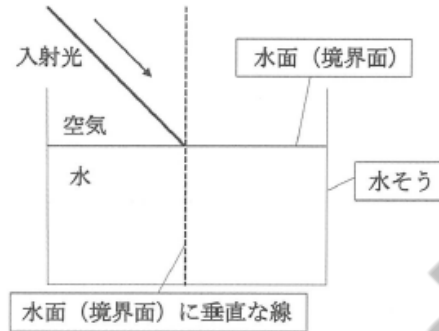 入射光
水面（境界面）
空気
水
水そう
水面（境界面）に垂直な線